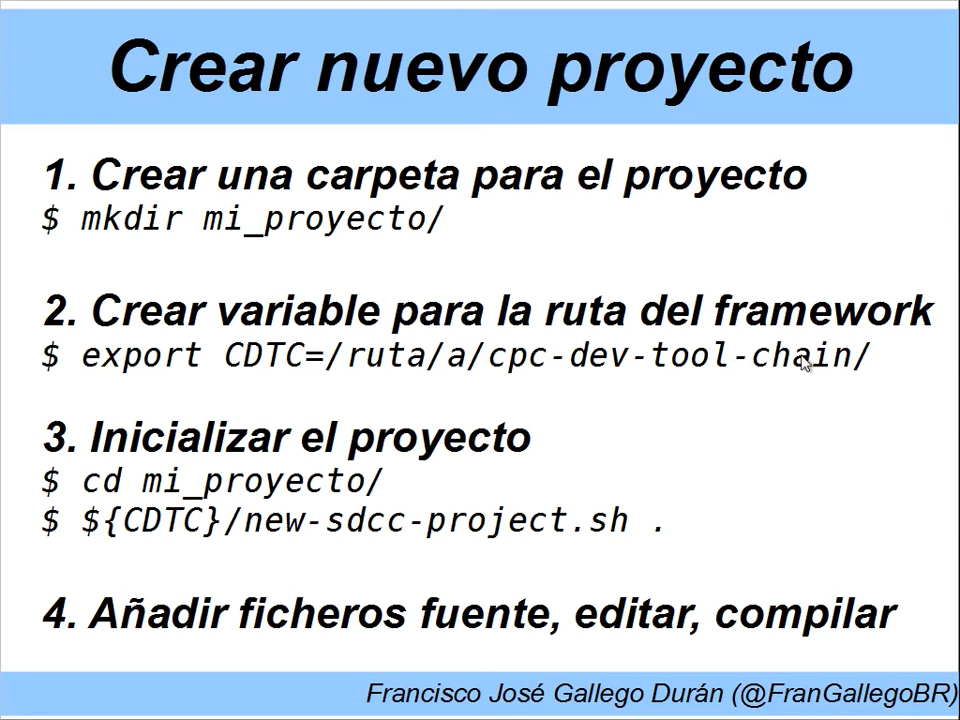 Crear nuevo proyecto
1. Crear una carpeta para el proyecto
$ mkdir mi_proyecto/
2. Crear variable para la ruta del framework
$ export CDTC=/ruta/a/cpc-dev-tool-chain/
3. Inicializar el proyecto
$ cd mi_proyecto/
$ ${CDTC}/new-sdcc-project.sh .
4. Añadir ficheros fuente, editar, compilar
Francisco José Gallego Durán (@FranGallegoBR)